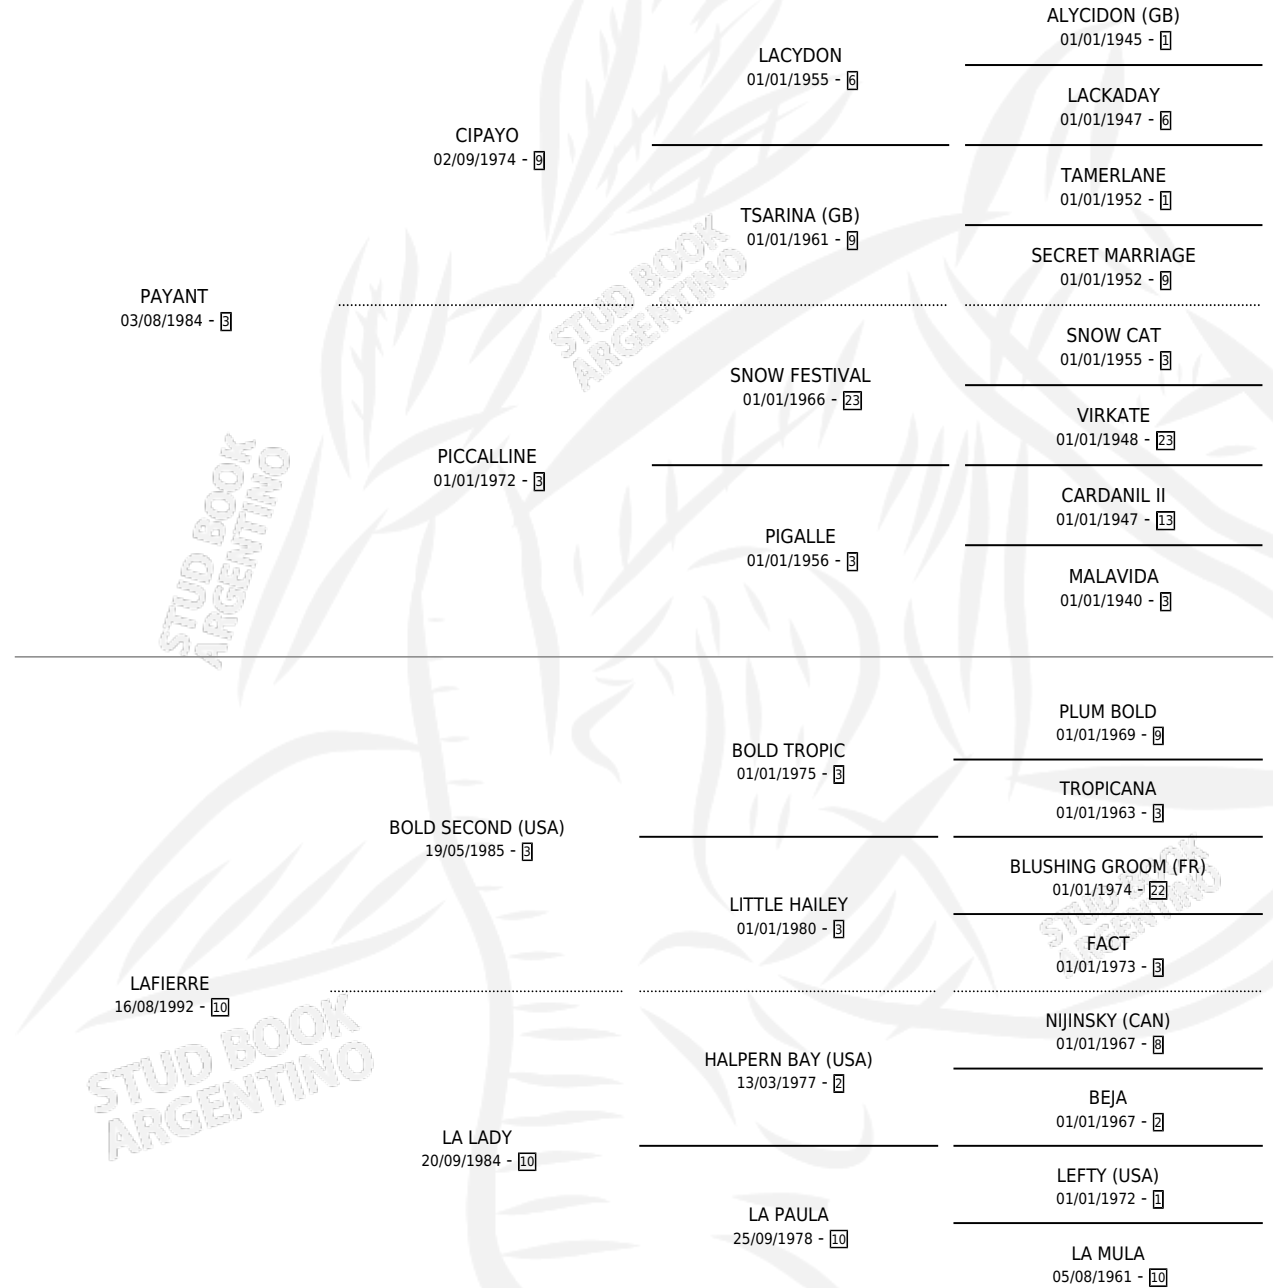 ALYCIDON (GB)
01/01/1945 - 1
LACYDON
01/01/1955 - 6
LACKADAY
01/01/1947 - 6
CIPAYO
02/09/1974 - 9
TAMERLANE
01/01/1952 - 1
TSARINA (GB)
01/01/1961 - 9
SECRET MARRIAGE
01/01/1952 - 9
PAYANT
03/08/1984 - 3
STUD BOOK
ARGENTINO
SNOW CAT
01/01/1955 - 3
SNOW FESTIVAL
01/01/1966 - 23
VIRKATE
01/01/1948 - 23
PICCALLINE
01/01/1972 - 3
CARDANIL II
01/01/1947 - 13
PIGALLE
01/01/1956 - 3
MALAVIDA
01/01/1940 - 3
STUD BOOK
ARGENTINO
PLUM BOLD
01/01/1969 - 9
BOLD TROPIC
01/01/1975 - 3
TROPICANA
01/01/1963 - 3
BOLD SECOND (USA)
19/05/1985 - 3
BLUSHING GROOM (FR)
01/01/1974 - 22
LITTLE HAILEY
01/01/1980 - 3
FACT
01/01/1973 - 3
STUD BOOK
ARGENTINO
LAFIERRE
16/08/1992 - 10
NIJINSKY (CAN)
01/01/1967 - 8
HALPERN BAY (USA)
13/03/1977 - 2
BEJA
01/01/1967 - 2
STUD BOOK
ARGENTINO
LA LADY
20/09/1984 - 10
LEFTY (USA)
01/01/1972 - 1
LA PAULA
25/09/1978 - 10
LA MULA
05/08/1961 - 10